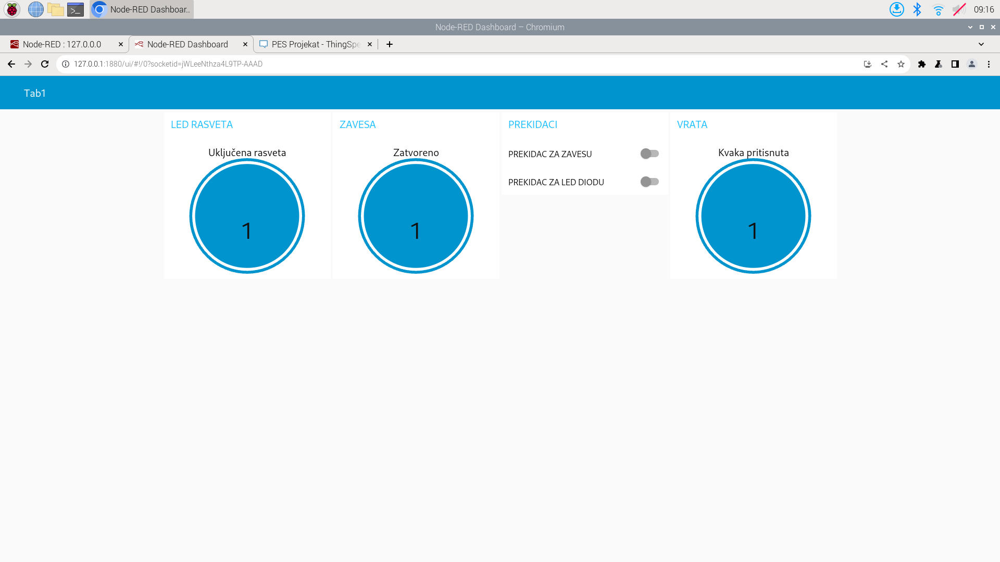 Node-RED Dashboar..
09:16
Node-RED Dashboard – Chromium
Node-RED : 127.0.0.0
Node-RED Dashboard
PES Projekat - ThingSpe
127.0.0.1:1880/ui/#!/0?socketid=jWLeeNthza4L9TP-AAAD
Tab1
LED RASVETA
Uključena rasveta
1
ZAVESA
Zatvoreno
1
PREKIDACI
PREKIDAC ZA ZAVESU
PREKIDAC ZA LED DIODU
VRATA
Kvaka pritisnuta
1